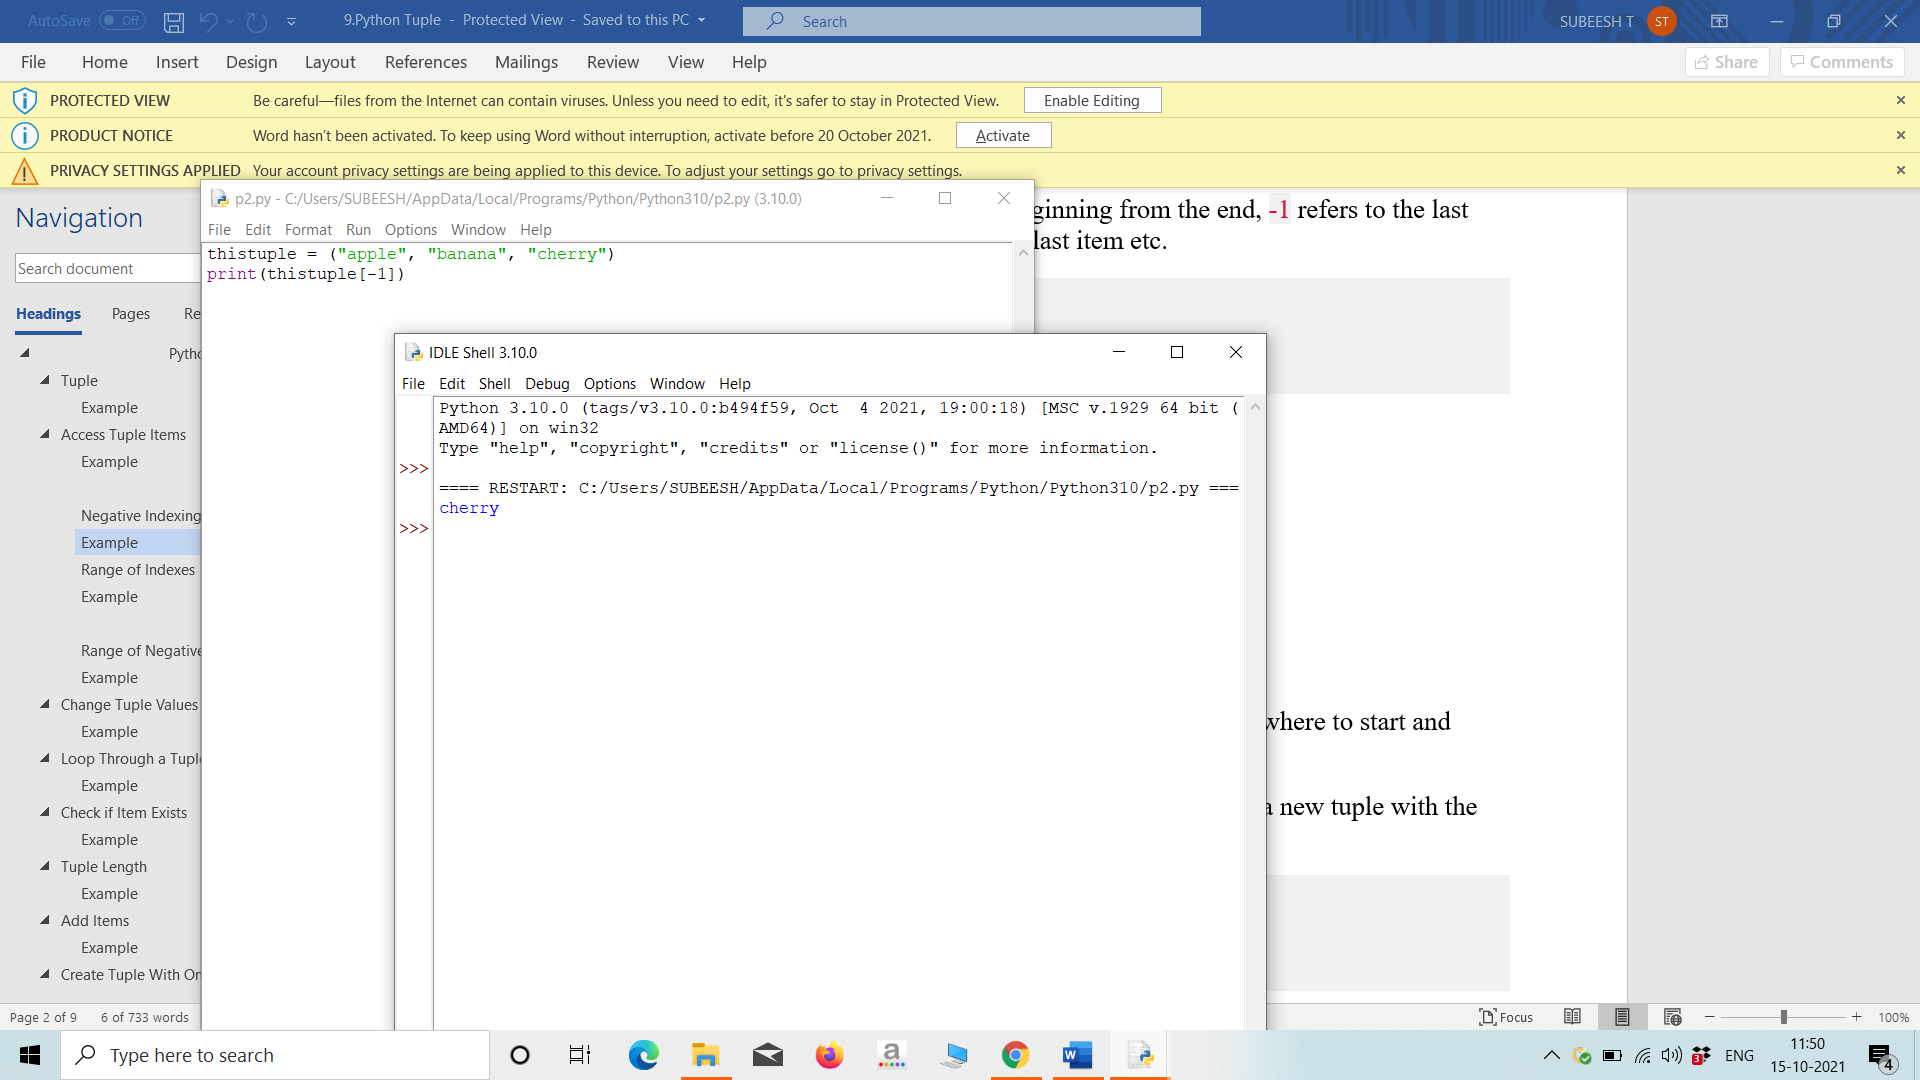 AutoSave Off
9.Python Tuple - Protected View - Saved to this PC
Search
SUBEESH T ST
File Home Insert Design Layout References Mailings Review View Help
Share Comments
PROTECTED VIEW Be careful—files from the Internet can contain viruses. Unless you need to edit, it's safer to stay in Protected View. Enable Editing
PRODUCT NOTICE Word hasn't been activated. To keep using Word without interruption, activate before 20 October 2021. Activate
PRIVACY SETTINGS APPLIED Your account privacy settings are being applied to this device. To adjust your settings go to privacy settings.
Navigation
Search document
Headings Pages Re
Pytho
Tuple
Example
Access Tuple Items
Example
Negative Indexing
Example
Range of Indexes
Example
Range of Negative
Example
Change Tuple Values
Example
Loop Through a Tuple
Example
Check if Item Exists
Example
Tuple Length
Example
Add Items
Example
Create Tuple With On
p2.py - C:/Users/SUBEESH/AppData/Local/Programs/Python/Python310/p2.py (3.10.0)
File Edit Format Run Options Window Help
thistuple = ("apple", "banana", "cherry")
print(thistuple[-1])
ginning from the end, -1 refers to the last
last item etc.
IDLE Shell 3.10.0
File Edit Shell Debug Options Window Help
Python 3.10.0 (tags/v3.10.0:b494f59, Oct  4 2021, 19:00:18) [MSC v.1929 64 bit (
AMD64)] on win32
Type "help", "copyright", "credits" or "license()" for more information.
>>>
==== RESTART: C:/Users/SUBEESH/AppData/Local/Programs/Python/Python310/p2.py ===
cherry
>>>
where to start and
a new tuple with the
Page 2 of 9 6 of 733 words
Focus
100%
Type here to search
ENG
11:50
15-10-2021
4
3